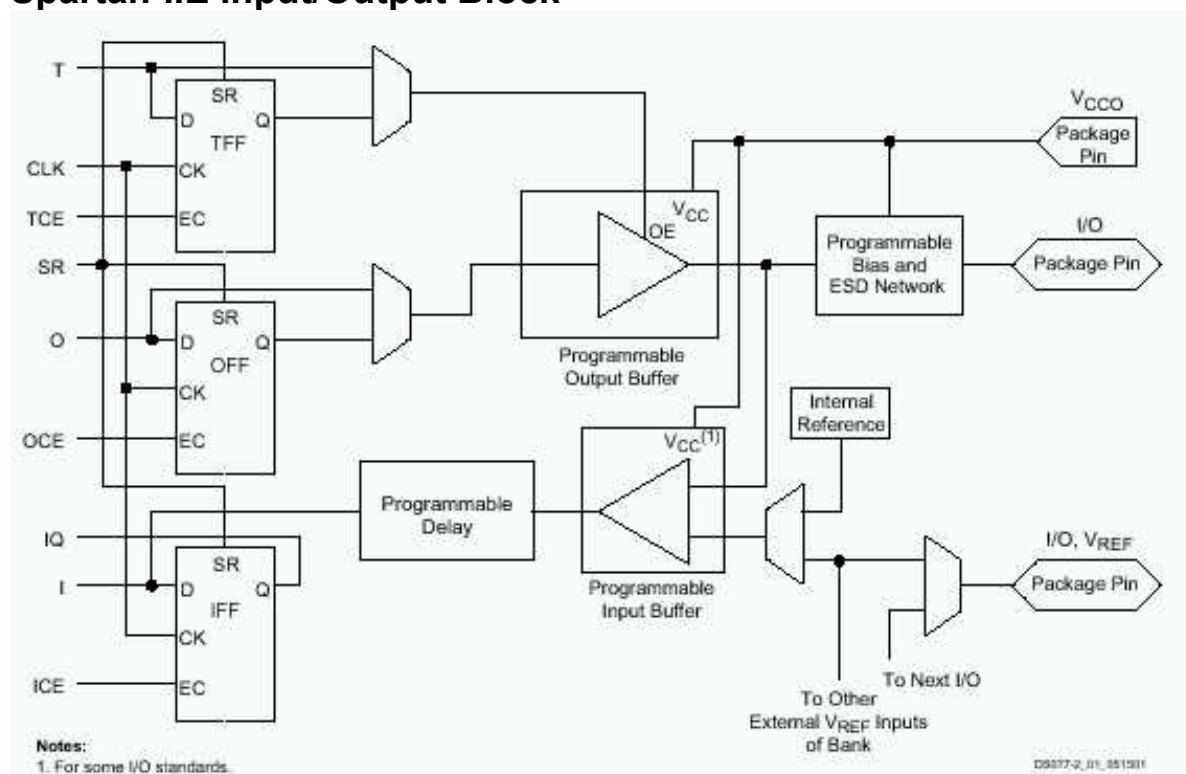 Spartan-IIE Input/Output Block
T
SR
D
Q
TFF
CLK
CK
TCE
EC
SR
SR
O
D
Q
OFF
CK
OCE
EC
IQ
SR
I
D
Q
IFF
CK
ICE
EC
VCC
OE
Programmable
Output Buffer
VCCO
Package
Pin
Programmable
Bias and
ESD Network
I/O
Package Pin
Internal
Reference
VCC(1)
Programmable
Delay
Programmable
Input Buffer
I/O, VREF
Package Pin
To Next I/O
To Other
External VREF Inputs
of Bank
Notes:
1. For some I/O standards.
DS077-2_01_051501